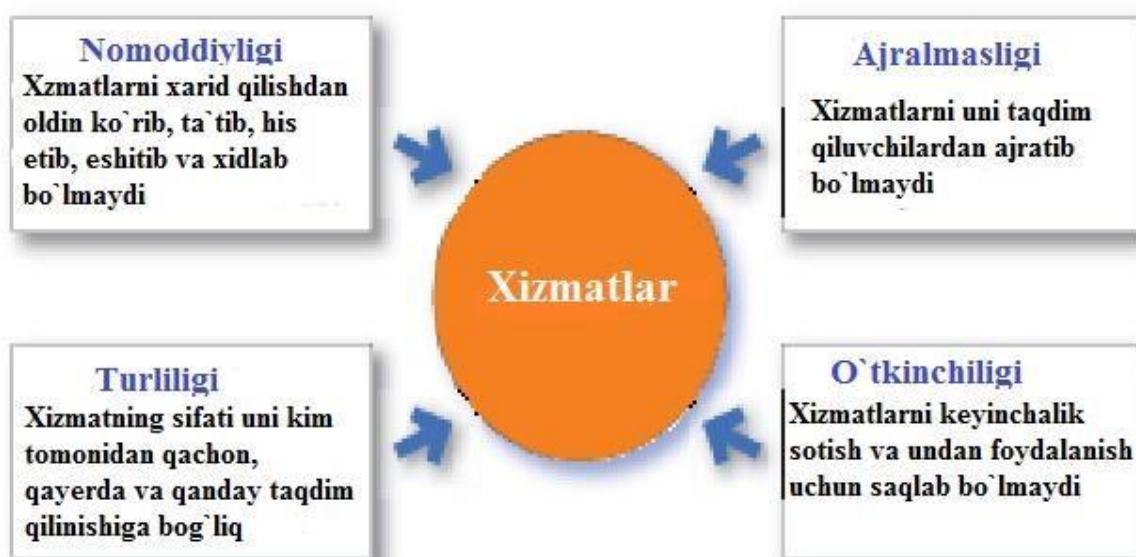 Nomoddiyligi
Xzmatlarni xarid qilishdan
oldin ko`rib, ta`tib, his
etib, eshitib va xidlab
bo`lmaydi
Ajralmasligi
Xizmatlarni uni taqdim
qiluvchilardan ajratib
bo`lmaydi
Xizmatlar
Turliligi
Xizmatning sifati uni kim
tomonidan qachon,
qayerda va qanday taqdim
qilinishiga bog`liq
O`tkinchiligi
Xizmatlarni keyinchalik
sotish va undan foydalanish
uchun saqlab bo`lmaydi